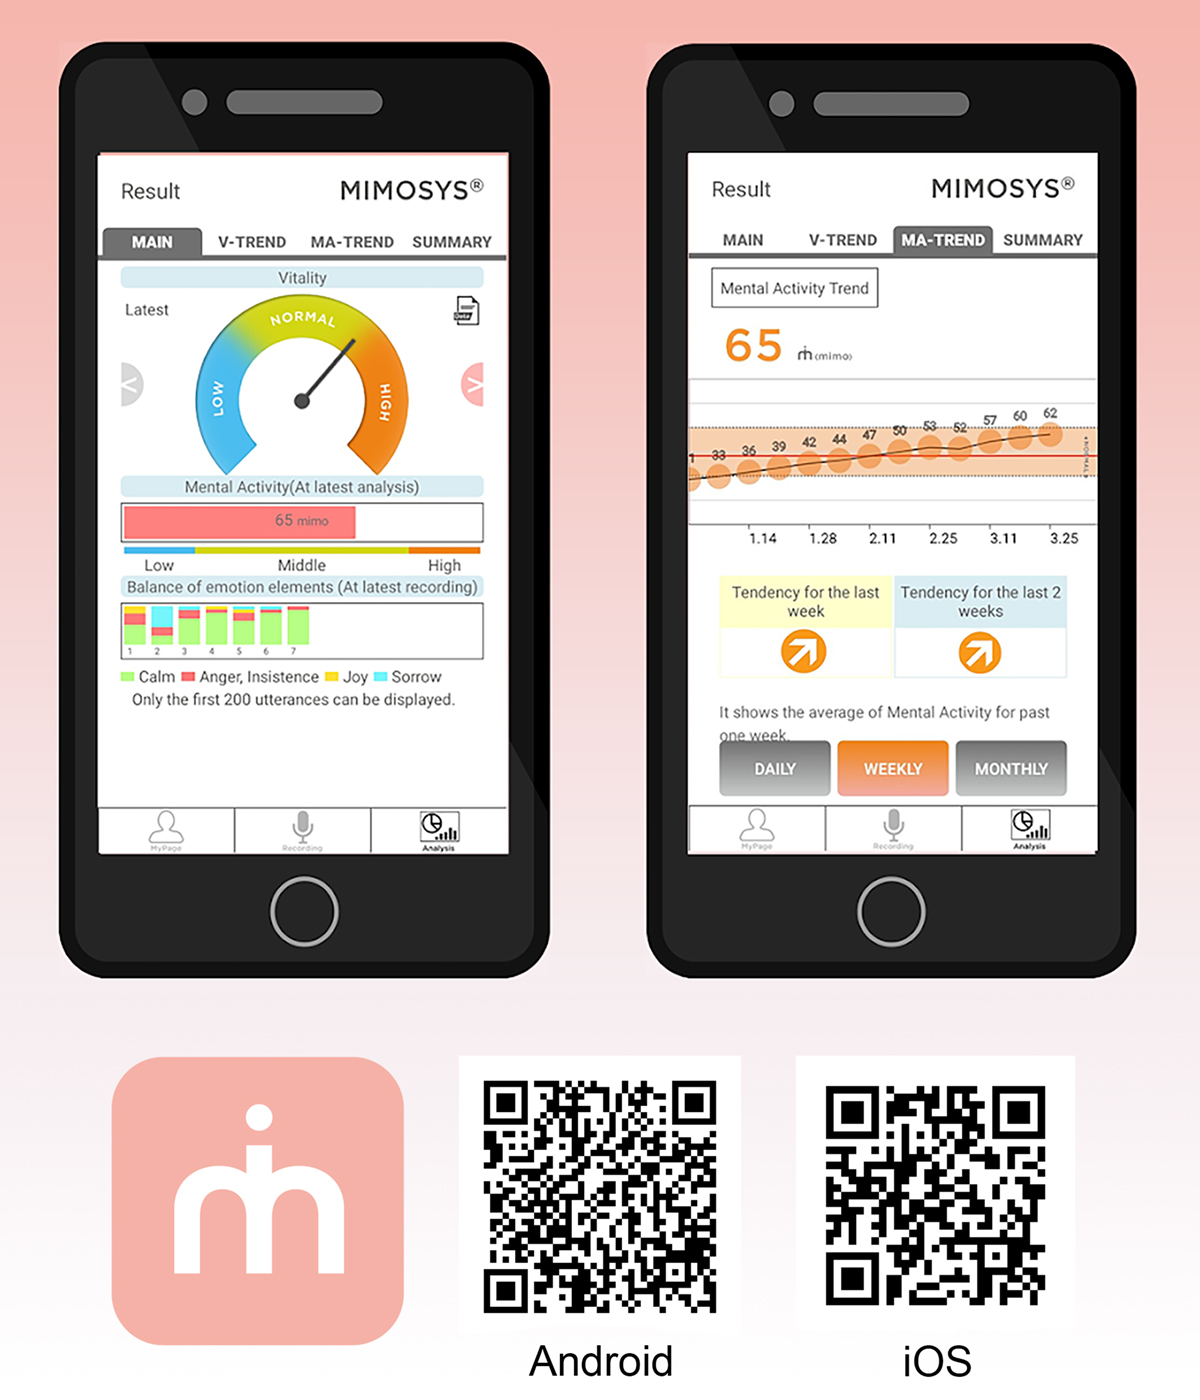 Result MIMOSYS®
MAIN V-TREND MA-TREND SUMMARY
Vitality
Latest
NORMAL
LOW
HIGH
Data
Mental Activity(At latest analysis)
65 mimo
Low Middle High
Balance of emotion elements (At latest recording)
1 2 3 4 5 6 7
Calm Anger, Insistence Joy Sorrow
Only the first 200 utterances can be displayed.
MyPage Recording Analysis
Result MIMOSYS®
MAIN V-TREND MA-TREND SUMMARY
Mental Activity Trend
65 (mimo)
1 33 36 39 42 44 47 50 53 52 57 60 62
NORMAL
1.14 1.28 2.11 2.25 3.11 3.25
Tendency for the last
week
Tendency for the last 2
weeks
It shows the average of Mental Activity for past
one week.
DAILY WEEKLY MONTHLY
MyPage Recording Analysis
Android iOS